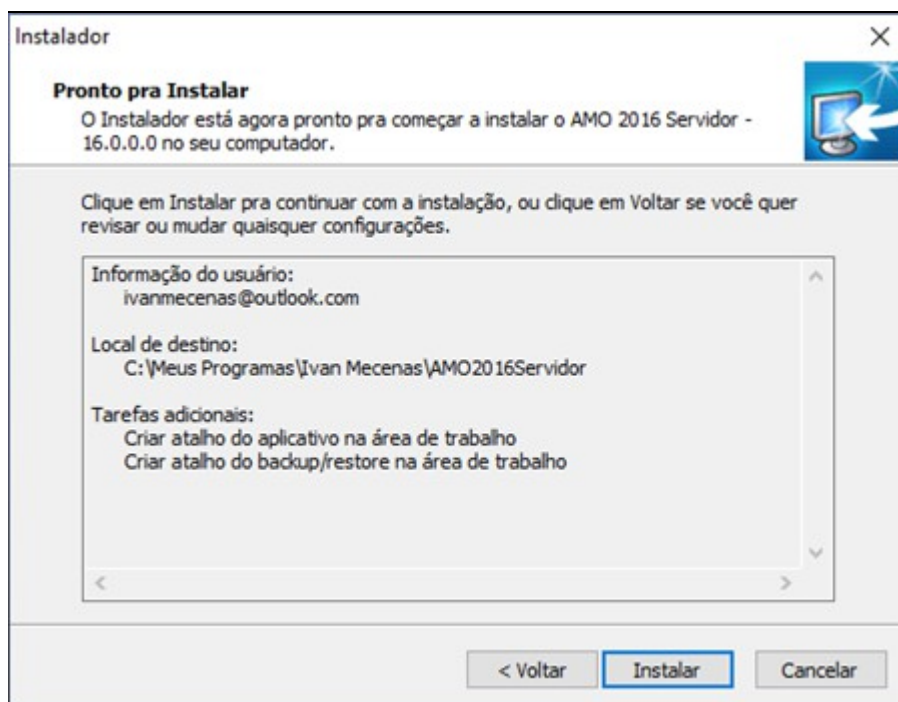 Instalador
Pronto pra Instalar
O Instalador está agora pronto pra começar a instalar o AMO 2016 Servidor -
16.0.0.0 no seu computador.
Clique em Instalar pra continuar com a instalação, ou clique em Voltar se você quer
revisar ou mudar quaisquer configurações.
Informação do usuário:
ivanmecenas@outlook.com
Local de destino:
C:\Meus Programas\Ivan Mecenas\AMO2016Servidor
Tarefas adicionais:
Criar atalho do aplicativo na área de trabalho
Criar atalho do backup/restore na área de trabalho
< Voltar
Instalar
Cancelar